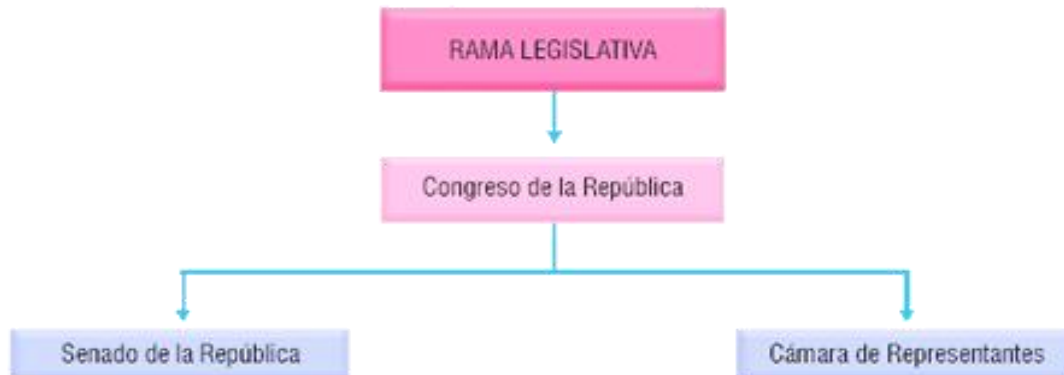 RAMA LEGISLATIVA
Congreso de la República
Senado de la República
Cámara de Representantes